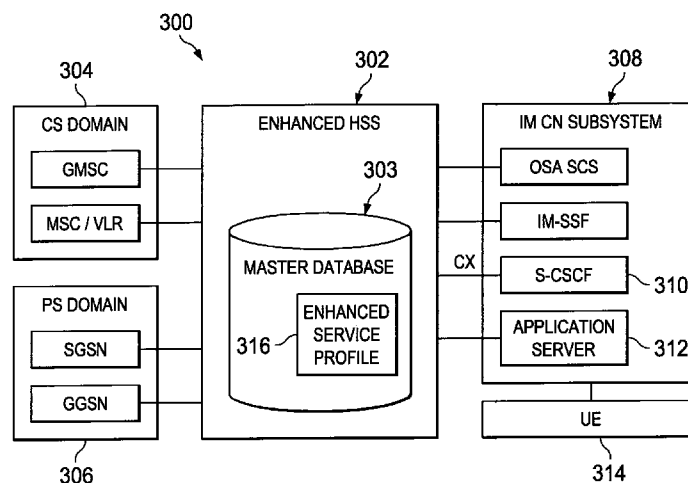 300
304
CS DOMAIN
GMSC
MSC / VLR
PS DOMAIN
SGSN
GGSN
306
302
ENHANCED HSS
303
MASTER DATABASE
316
ENHANCED
SERVICE
PROFILE
308
IM CN SUBSYSTEM
OSA SCS
IM-SSF
CX
S-CSCF
310
APPLICATION
SERVER
312
UE
314